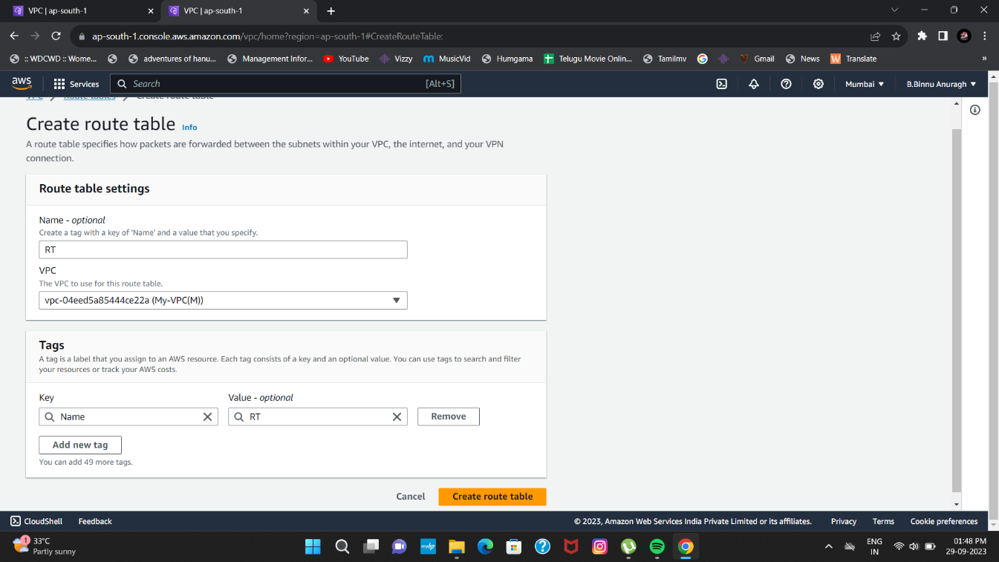 VPC | ap-south-1
VPC | ap-south-1
ap-south-1.console.aws.amazon.com/vpc/home?region=ap-south-1#CreateRouteTable:
:: WDCWD :: Wome...
adventures of hanu...
Management Infor...
YouTube
Vizzy
MusicVid
Humgama
Telugu Movie Onlin...
Tamilmv
Gmail
News
Translate
»
aws
Services
Search
[Alt+S]
Mumbai
B.Binnu Anuragh
VPC
Route tables
Create route table
Create route table Info
A route table specifies how packets are forwarded between the subnets within your VPC, the internet, and your VPN
connection.
Route table settings
Name - optional
Create a tag with a key of 'Name' and a value that you specify.
RT
VPC
The VPC to use for this route table.
vpc-04eed5a85444ce22a (My-VPC(M))
Tags
A tag is a label that you assign to an AWS resource. Each tag consists of a key and an optional value. You can use tags to search and filter
your resources or track your AWS costs.
Key
Value - optional
Name
RT
Remove
Add new tag
You can add 49 more tags.
Cancel
Create route table
CloudShell
Feedback
© 2023, Amazon Web Services India Private Limited or its affiliates.
Privacy
Terms
Cookie preferences
1
33°C
Partly sunny
myhp
ENG
IN
01:48 PM
29-09-2023